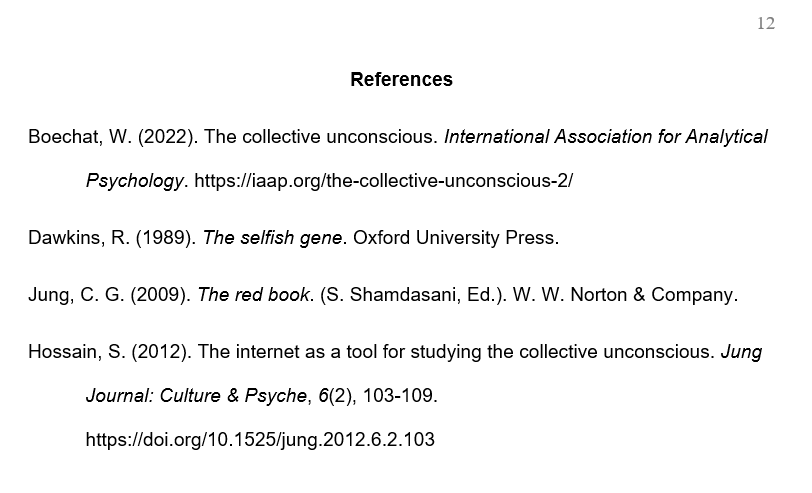 12
References
Boechat, W. (2022). The collective unconscious. International Association for Analytical
Psychology. https://iaap.org/the-collective-unconscious-2/
Dawkins, R. (1989). The selfish gene. Oxford University Press.
Jung, C. G. (2009). The red book. (S. Shamdasani, Ed.). W. W. Norton & Company.
Hossain, S. (2012). The internet as a tool for studying the collective unconscious. Jung
Journal: Culture & Psyche, 6(2), 103-109.
https://doi.org/10.1525/jung.2012.6.2.103